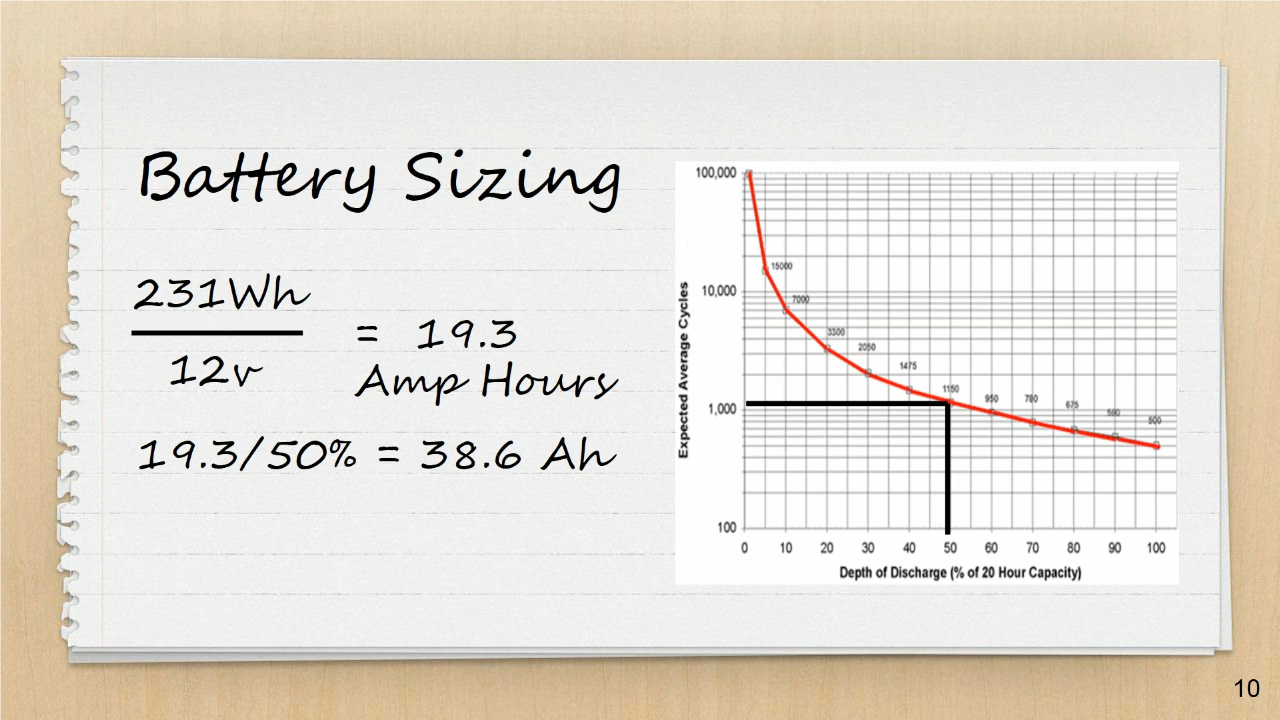 Battery Sizing
231Wh
12v
= 19.3
Amp Hours
19.3/50% = 38.6 Ah
100,000
10,000
1,000
100
Expected Average Cycles
15000
7000
3300
2050
1475
1150
950
780
675
590
500
0 10 20 30 40 50 60 70 80 90 100
Depth of Discharge (% of 20 Hour Capacity)
10